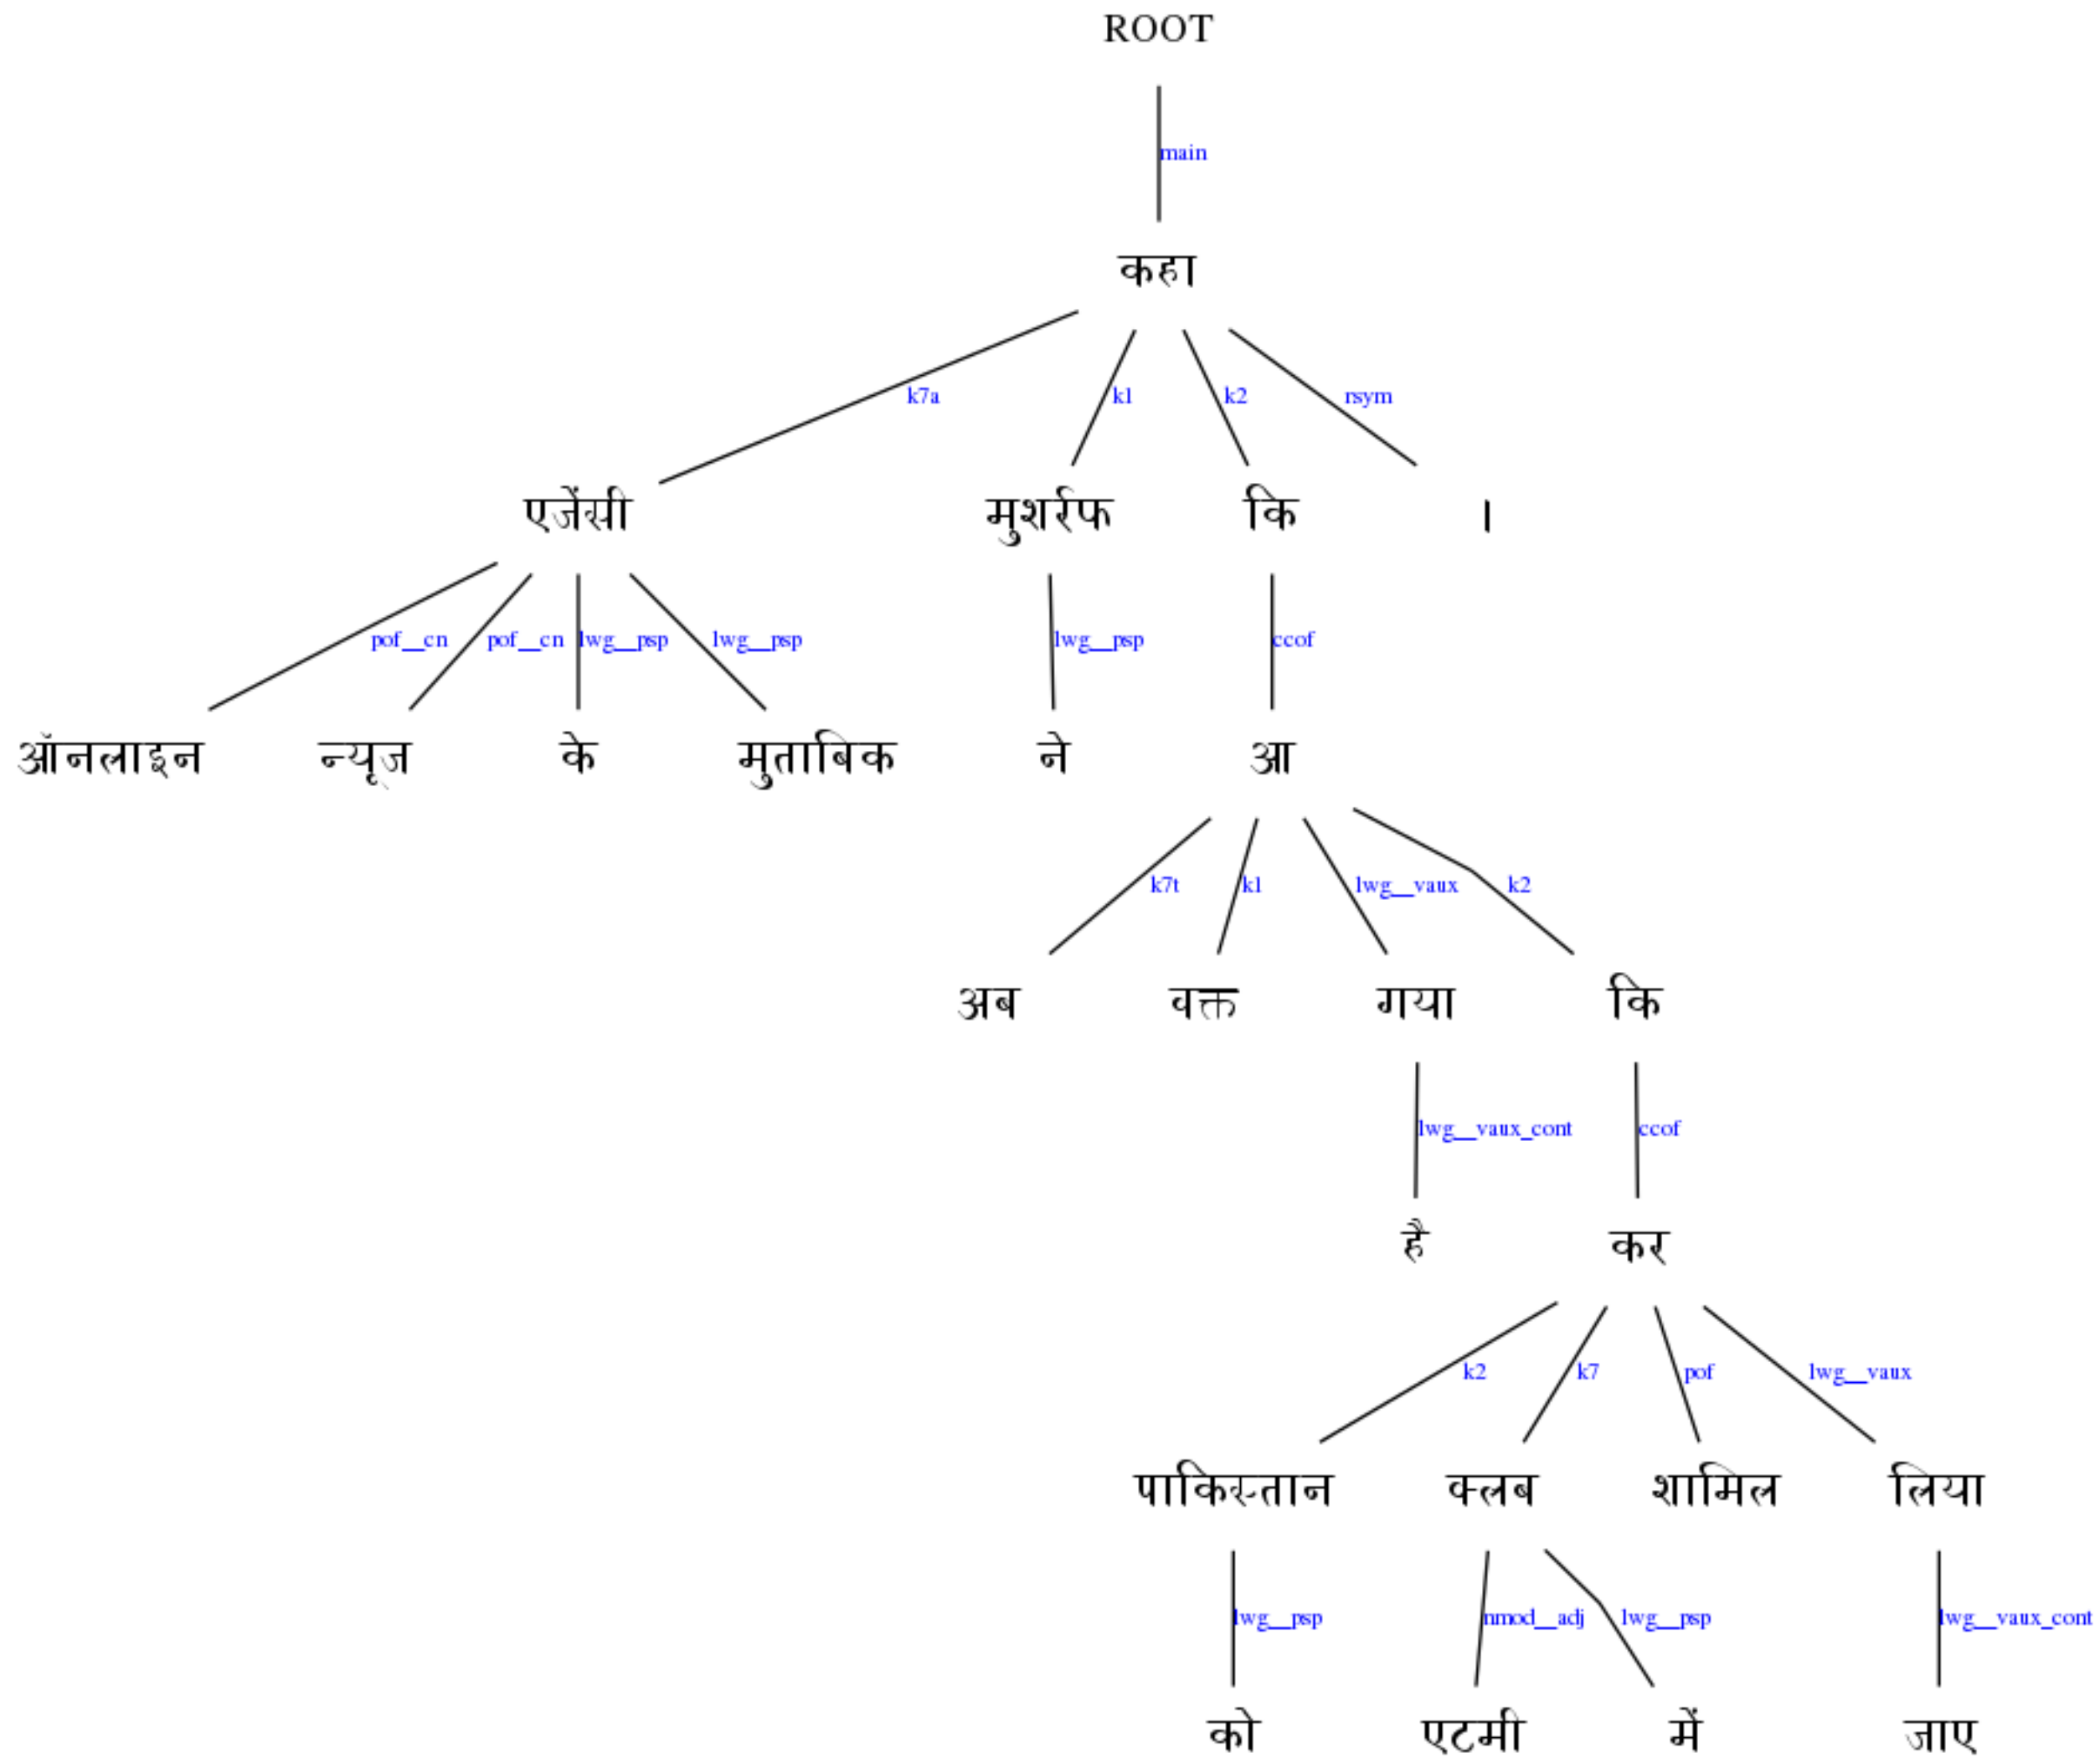 ROOT
main
कहा
k7a k1 k2 rsym
एजेंसी मुशर्रफ कि ।
pof__cn pof__cn lwg__psp lwg__psp lwg__psp ccof
ऑनलाइन न्यूज के मुताबिक ने आ
k7t k1 lwg__vaux k2
अब वक्त गया कि
lwg__vaux_cont ccof
है कर
k2 k7 pof lwg__vaux
पाकिस्तान क्लब शामिल लिया
lwg__psp nmod__adj lwg__psp lwg__vaux_cont
को एटमी में जाए